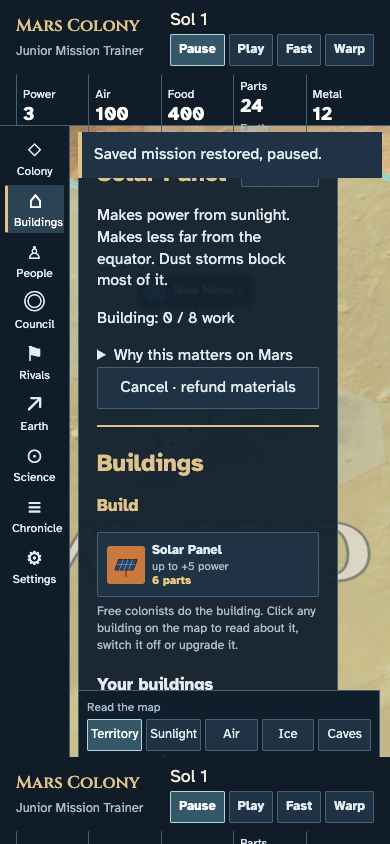 MARS COLONY
Junior Mission Trainer
Sol 1
Pause Play Fast Warp
Power
3
Air
100
Food
400
Parts
24
Earth
Metal
12
Saved mission restored, paused.
Colony
Buildings
People
Council
Rivals
Earth
Science
Chronicle
Settings
Solar Panel
Makes power from sunlight.
Makes less far from the
equator. Dust storms block
most of it.
New Hope
Building: 0 / 8 work
Why this matters on Mars
Cancel · refund materials
Buildings
Build
Solar Panel
up to +5 power
6 parts
Free colonists do the building. Click any
building on the map to read about it,
switch it off or upgrade it.
Your buildings
Read the map
Territory Sunlight Air Ice Caves
MARS COLONY
Junior Mission Trainer
Sol 1
Pause Play Fast Warp
Parts